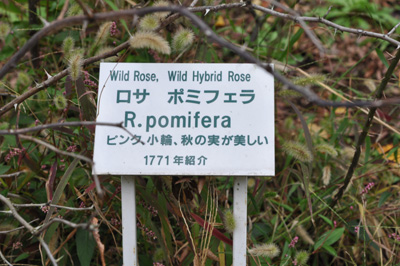 Wild Rose, Wild Hybrid Rose
ロサ ポミフェラ
R.pomifera
ピンク、小輪、秋の実が美しい
1771年紹介